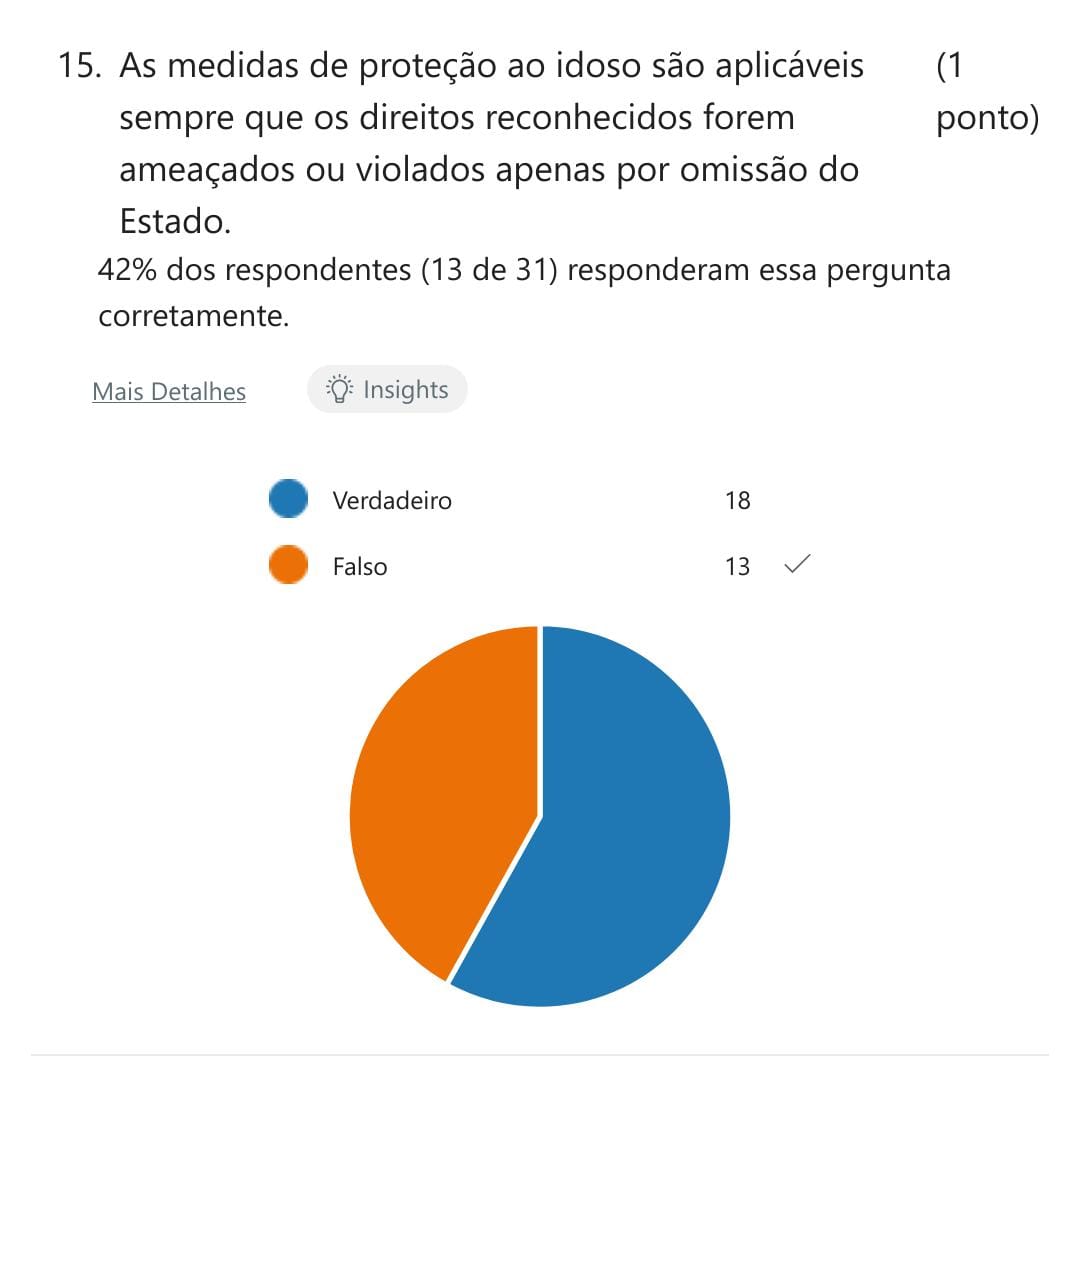 15. As medidas de proteção ao idoso são aplicáveis (1
sempre que os direitos reconhecidos forem ponto)
ameaçados ou violados apenas por omissão do
Estado.
42% dos respondentes (13 de 31) responderam essa pergunta
corretamente.
Mais Detalhes Insights
Verdadeiro 18
Falso 13